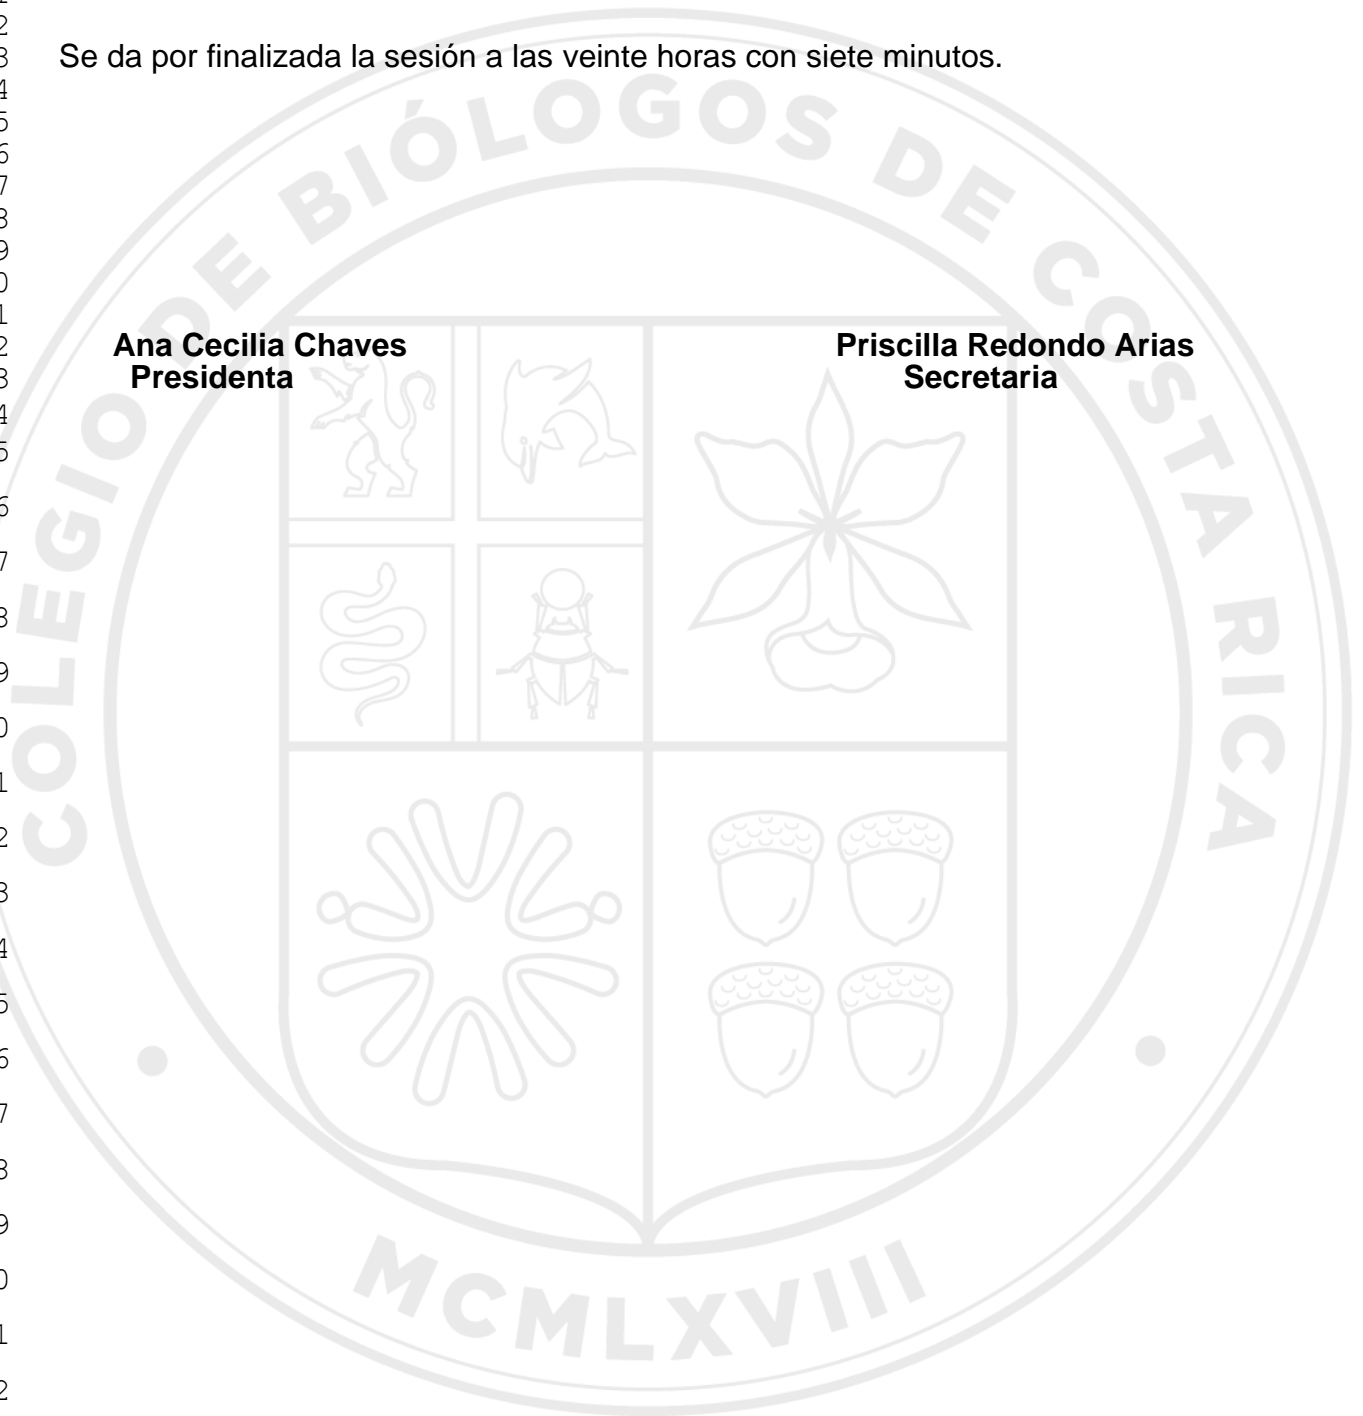 Se da por finalizada la sesión a las veinte horas con siete minutos.
Ana Cecilia Chaves Priscilla Redondo Arias
Presidenta Secretaria
COLEGIO DE BIÓLOGOS DE COSTA RICA
MCMLXVIII